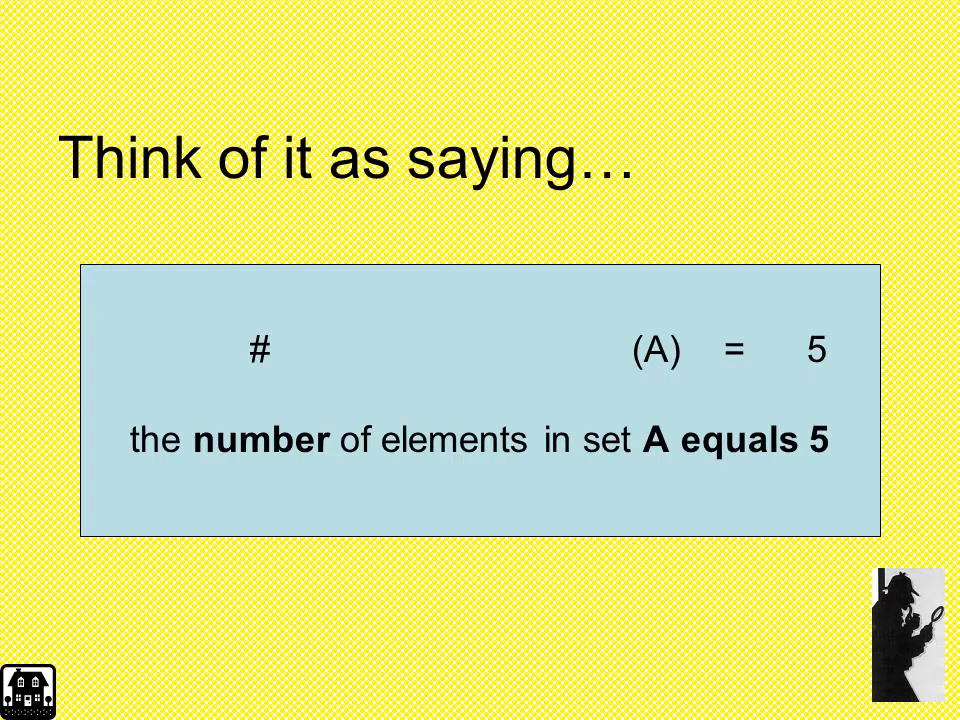 Think of it as saying…
# (A) = 5
the number of elements in set A equals 5